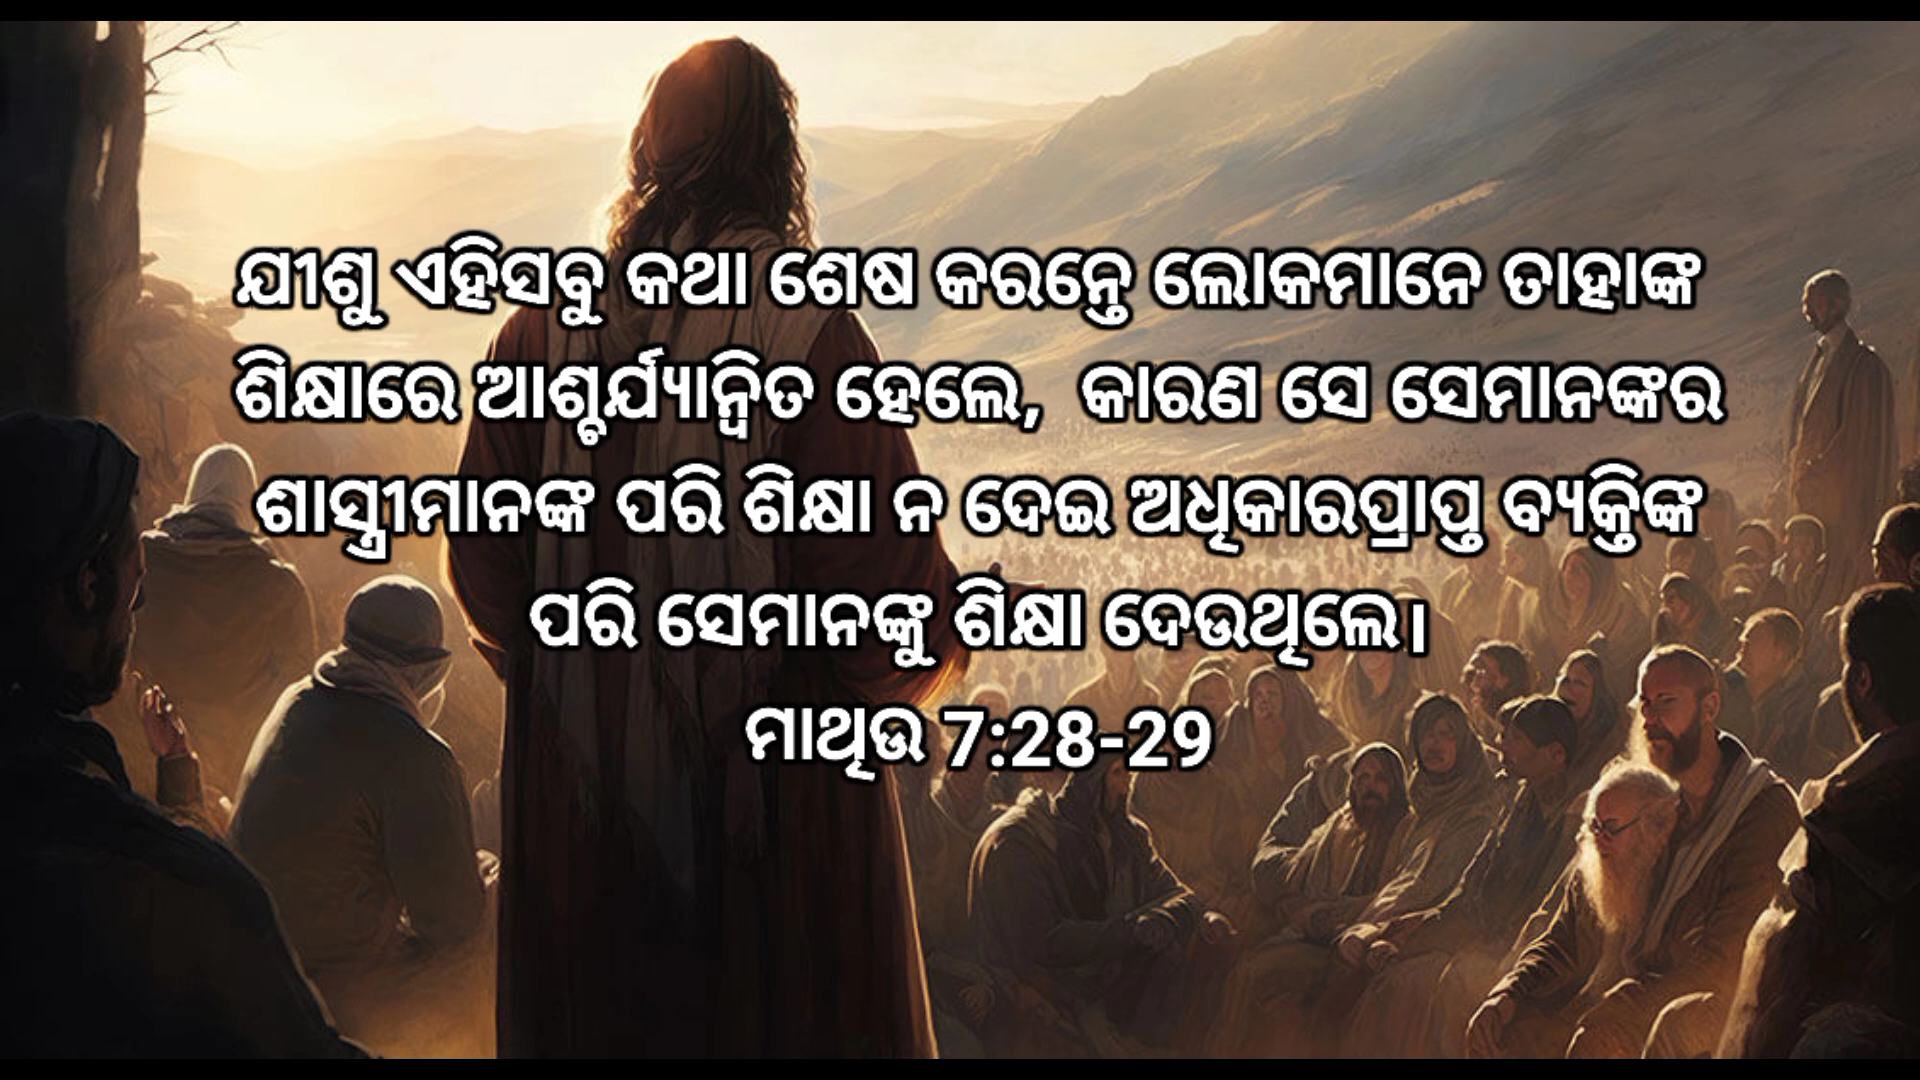 ଯୀଶୁ ଏହିସବୁ କଥା ଶେଷ କରନ୍ତେ ଲୋକମାନେ ତାହାଙ୍କ
ଶିକ୍ଷାରେ ଆଶ୍ଚର୍ଯ୍ୟାନ୍ୱିତ ହେଲେ, କାରଣ ସେ ସେମାନଙ୍କର
ଶାସ୍ତ୍ରୀମାନଙ୍କ ପରି ଶିକ୍ଷା ନ ଦେଇ ଅଧିକାରପ୍ରାପ୍ତ ବ୍ୟକ୍ତିଙ୍କ
ପରି ସେମାନଙ୍କୁ ଶିକ୍ଷା ଦେଉଥିଲେ।
ମାଥିଉ 7:28-29